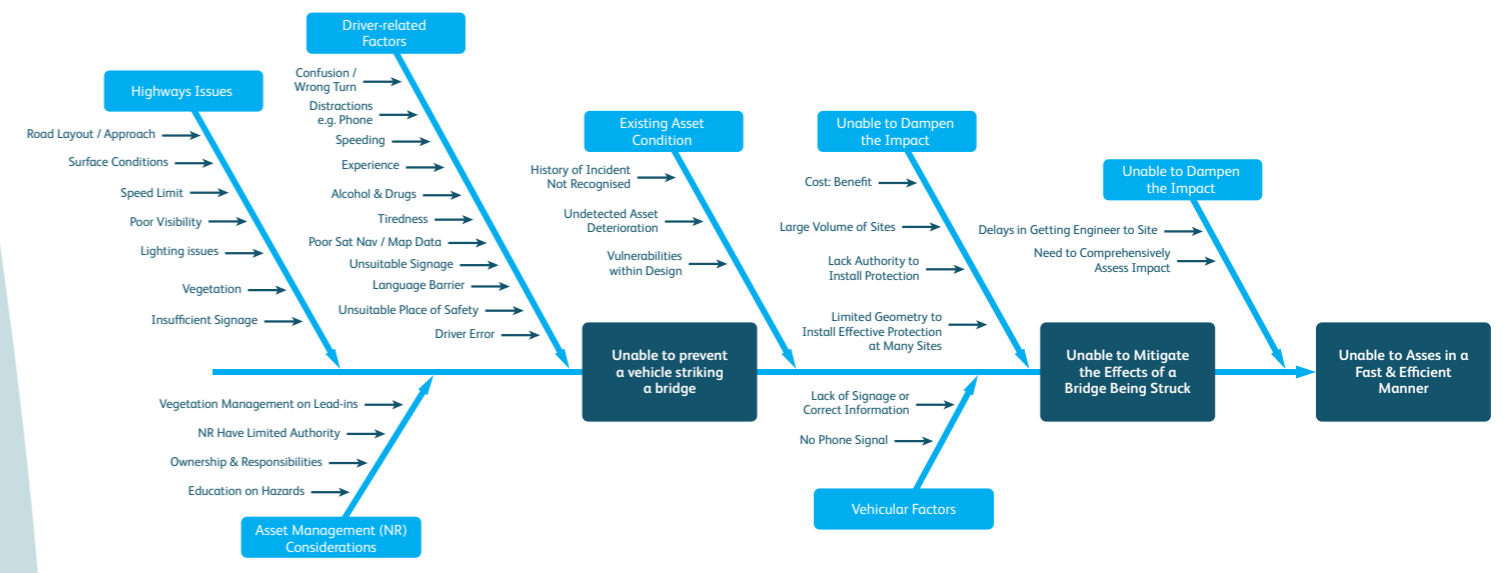 Driver-related
Factors
Confusion /
Wrong Turn
Distractions
e.g. Phone
Speeding
Experience
Alcohol & Drugs
Tiredness
Poor Sat Nav / Map Data
Unsuitable Signage
Language Barrier
Unsuitable Place of Safety
Driver Error
Highways Issues
Road Layout / Approach
Surface Conditions
Speed Limit
Poor Visibility
Lighting issues
Vegetation
Insufficient Signage
Vegetation Management on Lead-ins
NR Have Limited Authority
Ownership & Responsibilities
Education on Hazards
Asset Management (NR)
Considerations
Unable to prevent
a vehicle striking
a bridge
Existing Asset
Condition
History of Incident
Not Recognised
Undetected Asset
Deterioration
Vulnerabilities
within Design
Unable to Dampen
the Impact
Cost: Benefit
Large Volume of Sites
Lack Authority to
Install Protection
Limited Geometry to
Install Effective Protection
at Many Sites
Lack of Signage or
Correct Information
No Phone Signal
Vehicular Factors
Unable to Mitigate
the Effects of a
Bridge Being Struck
Unable to Dampen
the Impact
Delays in Getting Engineer to Site
Need to Comprehensively
Assess Impact
Unable to Asses in a
Fast & Efficient
Manner